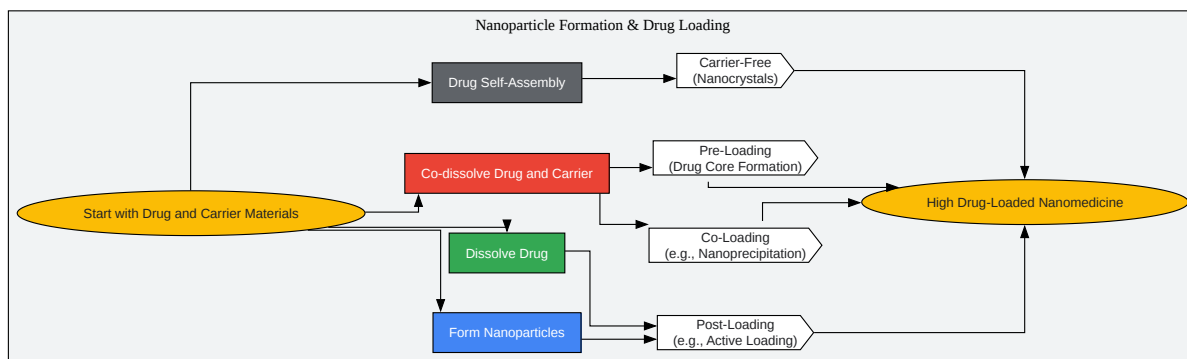 Nanoparticle Formation & Drug Loading
Drug Self-Assembly
Carrier-Free
(Nanocrystals)
Co-dissolve Drug and Carrier
Pre-Loading
(Drug Core Formation)
Start with Drug and Carrier Materials
High Drug-Loaded Nanomedicine
Dissolve Drug
Co-Loading
(e.g., Nanoprecipitation)
Form Nanoparticles
Post-Loading
(e.g., Active Loading)